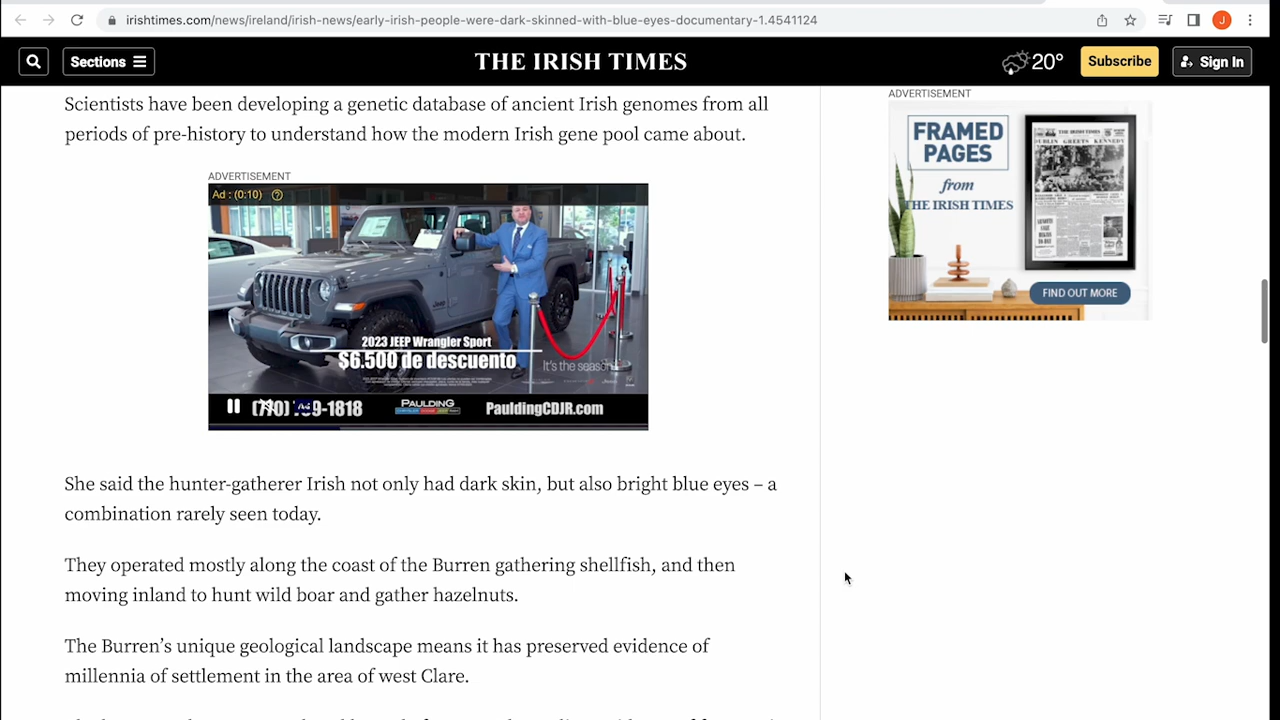 irishtimes.com/news/ireland/irish-news/early-irish-people-were-dark-skinned-with-blue-eyes-documentary-1.4541124
J
Sections
THE IRISH TIMES
20°
Subscribe
Sign In
Scientists have been developing a genetic database of ancient Irish genomes from all
periods of pre-history to understand how the modern Irish gene pool came about.
ADVERTISEMENT
Ad : (0:10)
2023 JEEP Wrangler Sport
$6.500 de descuento
It's the season
PAULDING
PauldingCDJR.com
She said the hunter-gatherer Irish not only had dark skin, but also bright blue eyes – a
combination rarely seen today.
They operated mostly along the coast of the Burren gathering shellfish, and then
moving inland to hunt wild boar and gather hazelnuts.
The Burren’s unique geological landscape means it has preserved evidence of
millennia of settlement in the area of west Clare.
ADVERTISEMENT
FRAMED
PAGES
from
THE IRISH TIMES
THE IRISH TIMES
DUBLIN GREETS KENNEDY
FIND OUT MORE